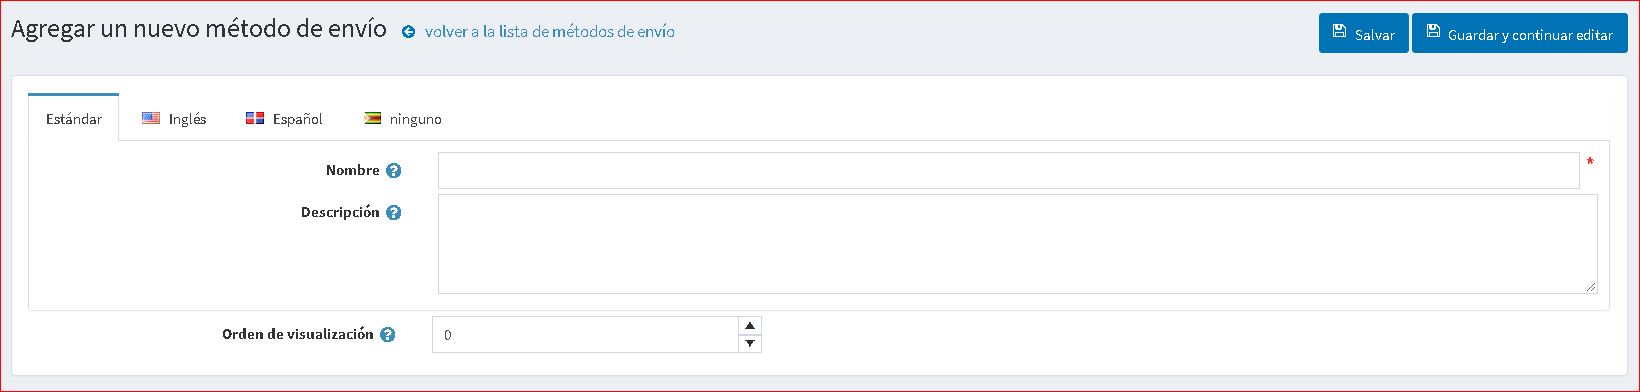 Agregar un nuevo método de envío volver a la lista de métodos de envío Salvar Guardar y continuar editar
Estándar Inglés Español ninguno
Nombre ? *
Descripción ?
Orden de visualización ? 0